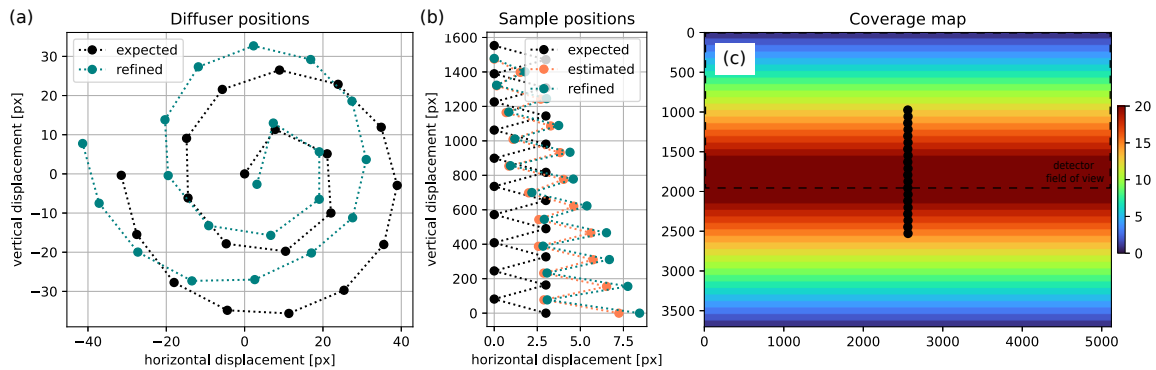 (a)
Diffuser positions
expected
refined
30
20
10
0
−10
−20
−30
−40
−20
0
20
40
vertical displacement [px]
horizontal displacement [px]
(b)
Sample positions
expected
estimated
refined
1600
1400
1200
1000
800
600
400
200
0
0.0
2.5
5.0
7.5
vertical displacement [px]
horizontal displacement [px]
Coverage map
(c)
0
500
1000
1500
2000
2500
3000
3500
0
1000
2000
3000
4000
5000
detector
field of view
20
15
10
5
0